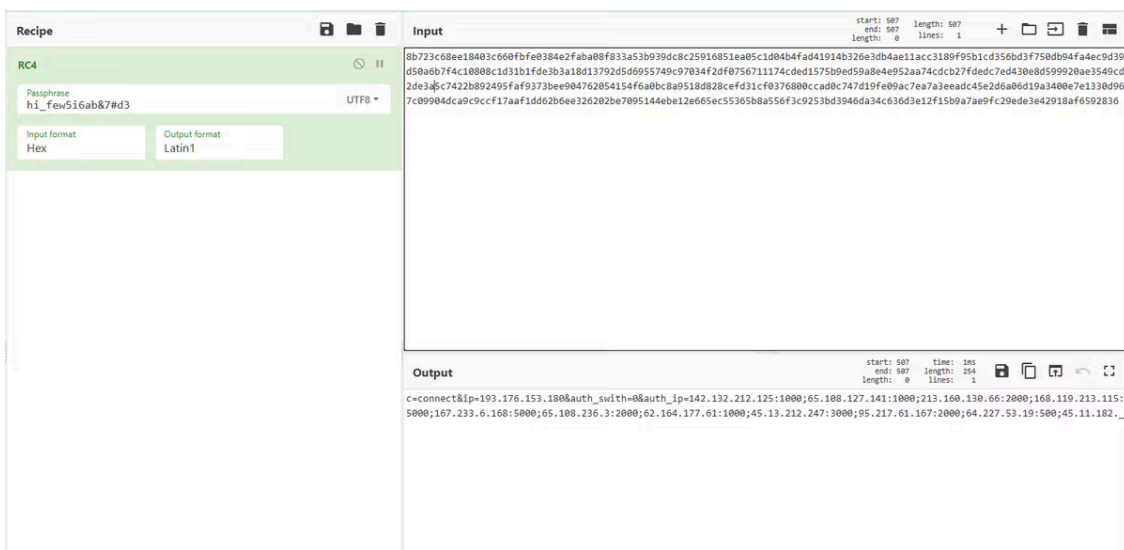 Recipe
RC4
Passphrase
hi_few5i6ab&7#d3
UTF8
Input format
Hex
Output format
Latin1
Input
start: 507
end: 507
length: 0
length: 507
lines: 1
8b723c68ee18403c660fbfe0384e2faba08f833a53b939dc8c25916851ea05c1d04b4fad41914b326e3db4ae11acc3189f95b1cd356bd3f750db94fa4ec9d39
d50a6b7f4c10808c1d31b1fde3b3a18d13792d5d6955749c97034f2df0756711174cded1575b9ed59a8e4e952aa74cdcb27fdedc7ed430e8d599920ae3549cd
2de3a5c7422b892495faf9373bee904762054154f6a0bc8a9518d828cefd31cf0376800ccad0c747d19fe09ac7ea7a3eeadc45e2d6a06d19a3400e7e1330d96
7c09904dca9c9ccf17aaf1dd62b6ee326202be7095144ebe12e665ec55365b8a556f3c9253bd3946da34c636d3e12f15b9a7ae9fc29ede3e42918af6592836
Output
start: 507
end: 507
length: 0
time: 1ms
length: 254
lines: 1
c=connect&ip=193.176.153.180&auth_swith=0&auth_ip=142.132.212.125:1000;65.108.127.141:1000;213.160.130.66:2000;168.119.213.115:
5000;167.233.6.168:5000;65.108.236.3:2000;62.164.177.61:1000;45.13.212.247:3000;95.217.61.167:2000;64.227.53.19:500;45.11.182._